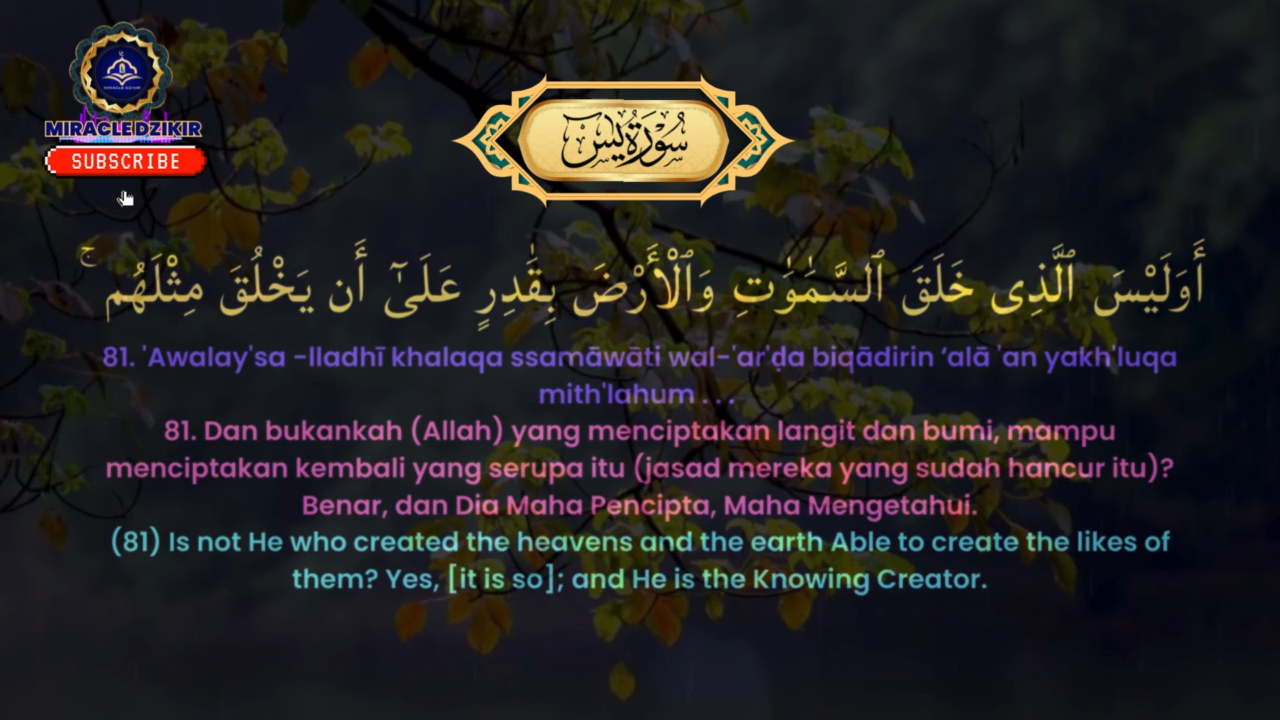 MIRACLEDZIKIR
SUBSCRIBE
سُوْرَةُ يٰسٓ
أَوَلَيْسَ ٱلَّذِى خَلَقَ ٱلسَّمَٰوَٰتِ وَٱلْأَرْضَ بِقَٰدِرٍ عَلَىٰٓ أَن يَخْلُقَ مِثْلَهُم ۚ
81. 'Awalay'sa -lladhī khalaqa ssamāwāti wal-'ar'ḍa biqādirin ‘alā 'an yakh'luqa
mith'lahum . . .
81. Dan bukankah (Allah) yang menciptakan langit dan bumi, mampu
menciptakan kembali yang serupa itu (jasad mereka yang sudah hancur itu)?
Benar, dan Dia Maha Pencipta, Maha Mengetahui.
(81) Is not He who created the heavens and the earth Able to create the likes of
them? Yes, [it is so]; and He is the Knowing Creator.